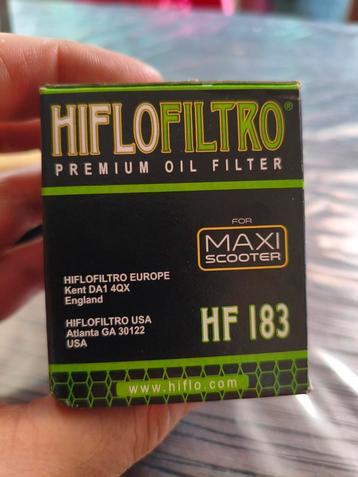 HIFLOFILTRO®
PREMIUM OIL FILTER
FOR
MAXI
SCOOTER
HIFLOFILTRO EUROPE
Kent DA1 4QX
England
HIFLOFILTRO USA
Atlanta GA 30122
USA
HF 183
www.hiflo.com